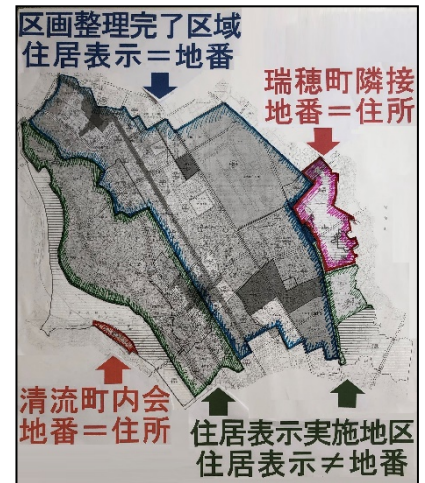 区画整理完了区域
住居表示＝地番
瑞穂町隣接
地番＝住所
清流町内会
地番＝住所
住居表示実施地区
住居表示≠地番